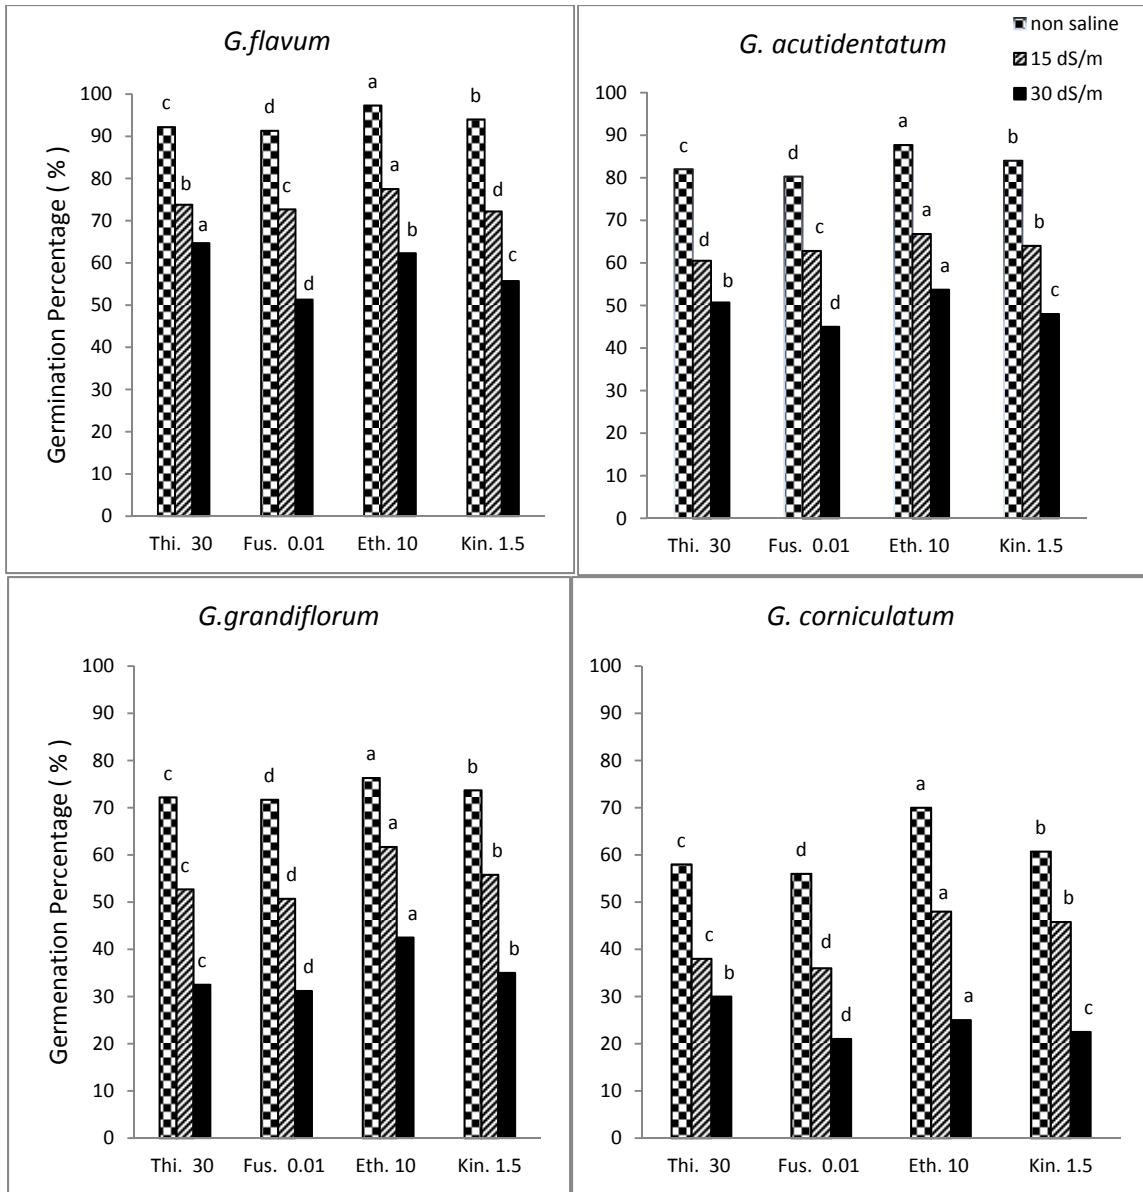 G.flavum
Germination Percentage ( % )
100
90
80
70
60
50
40
30
20
10
0
c
b
a
d
c
d
a
a
b
b
d
c
Thi. 30
Fus. 0.01
Eth. 10
Kin. 1.5
G. acutidentatum
non saline
15 dS/m
30 dS/m
100
90
80
70
60
50
40
30
20
10
0
c
d
b
d
c
d
a
a
a
b
b
c
Thi. 30
Fus. 0.01
Eth. 10
Kin. 1.5
G.grandiflorum
Germenation Percentage ( % )
100
90
80
70
60
50
40
30
20
10
0
c
c
c
d
d
d
a
a
a
b
b
b
Thi. 30
Fus. 0.01
Eth. 10
Kin. 1.5
G. corniculatum
100
90
80
70
60
50
40
30
20
10
0
c
c
b
d
d
d
a
a
a
b
b
c
Thi. 30
Fus. 0.01
Eth. 10
Kin. 1.5